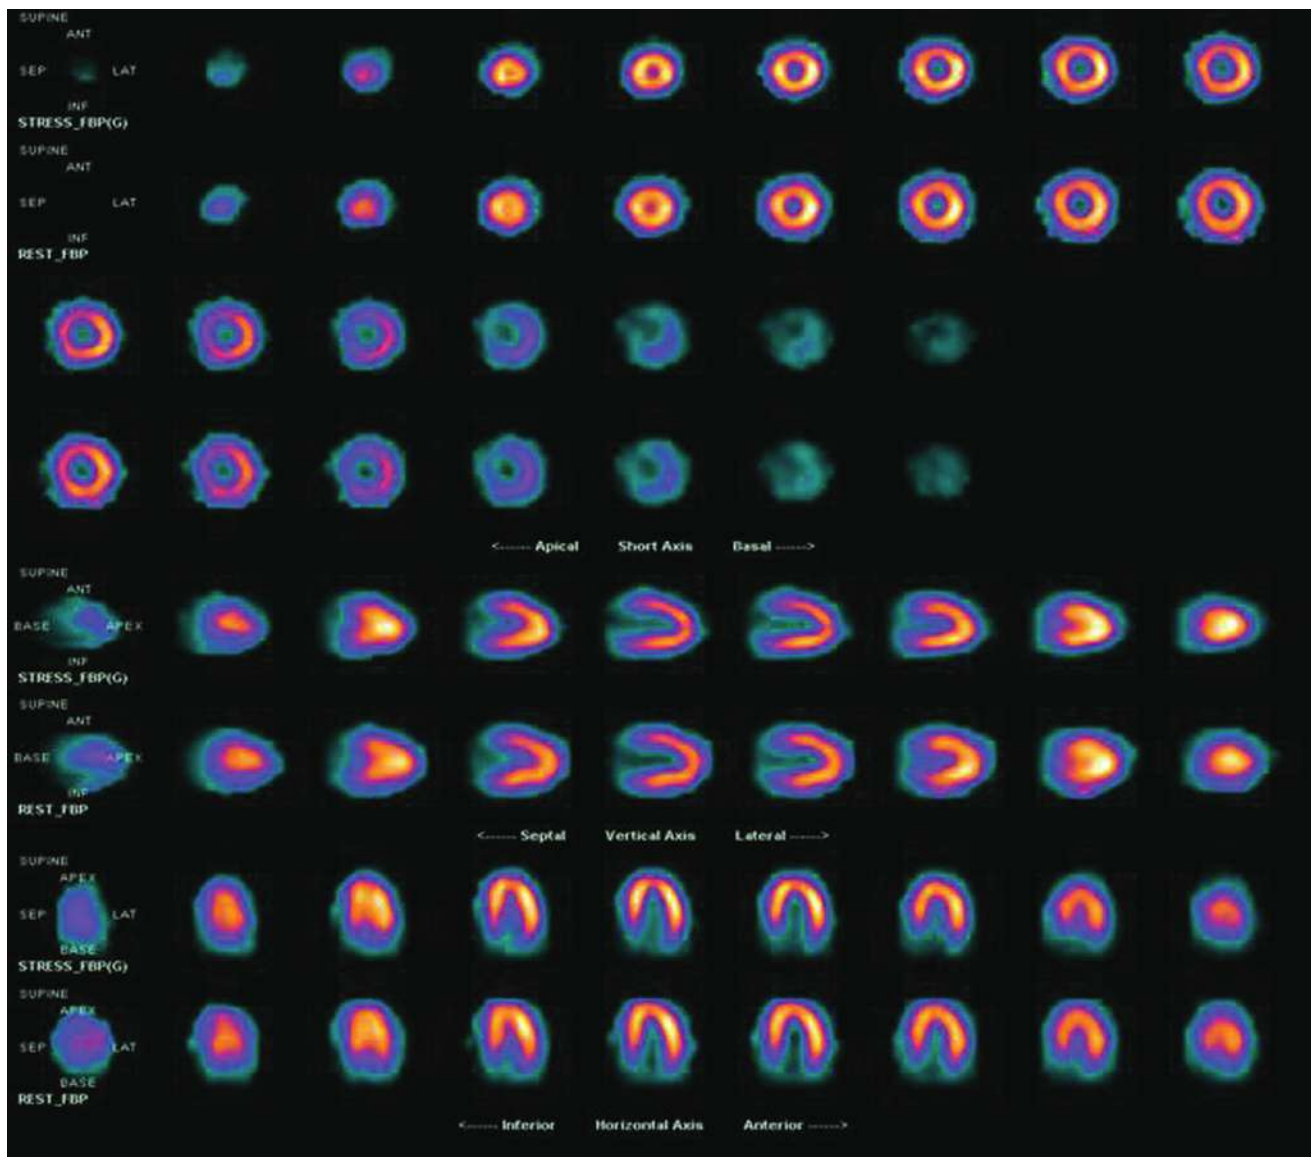 SUPINE
ANT
SEP LAT
INF
STRESS_FBP(G)
SUPINE
ANT
SEP LAT
INF
REST_FBP
<------ Apical Short Axis Basal ------>
SUPINE
ANT
BASE APEX
INF
STRESS_FBP(G)
SUPINE
ANT
BASE APEX
INF
REST_FBP
<------ Septal Vertical Axis Lateral ------>
SUPINE
APEX
SEP LAT
BASE
STRESS_FBP(G)
SUPINE
APEX
SEP LAT
BASE
REST_FBP
<------ Inferior Horizontal Axis Anterior ------>